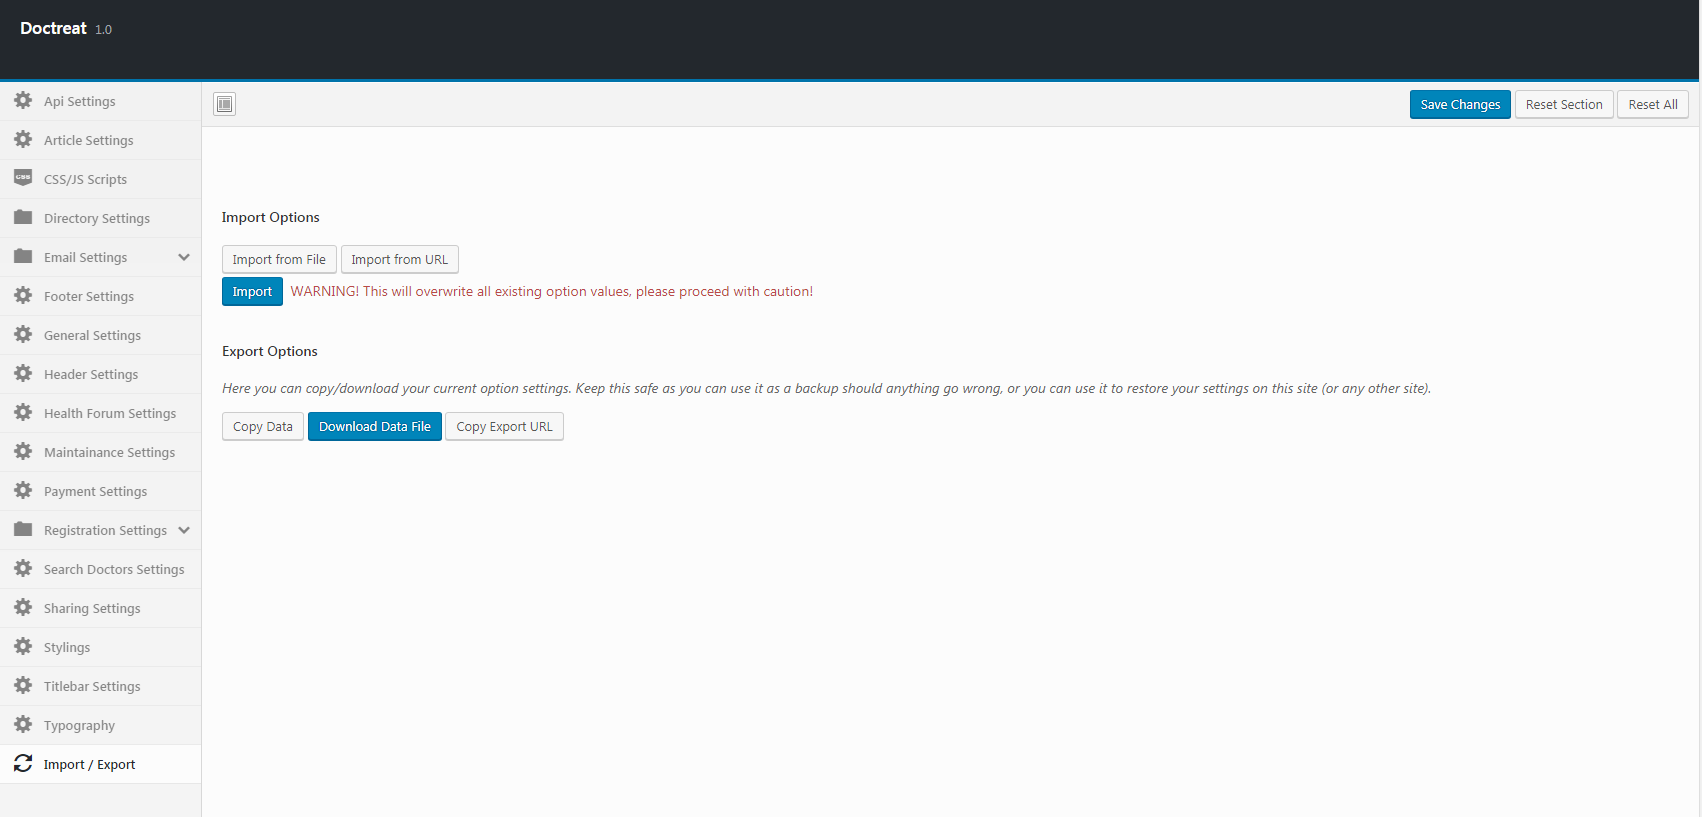 Doctreat 1.0
Save Changes Reset Section Reset All
Api Settings
Article Settings
CSS
CSS/JS Scripts
Directory Settings
Email Settings
Footer Settings
General Settings
Header Settings
Health Forum Settings
Maintainance Settings
Payment Settings
Registration Settings
Search Doctors Settings
Sharing Settings
Stylings
Titlebar Settings
Typography
Import / Export
Import Options
Import from File Import from URL
Import WARNING! This will overwrite all existing option values, please proceed with caution!
Export Options
Here you can copy/download your current option settings. Keep this safe as you can use it as a backup should anything go wrong, or you can use it to restore your settings on this site (or any other site).
Copy Data Download Data File Copy Export URL